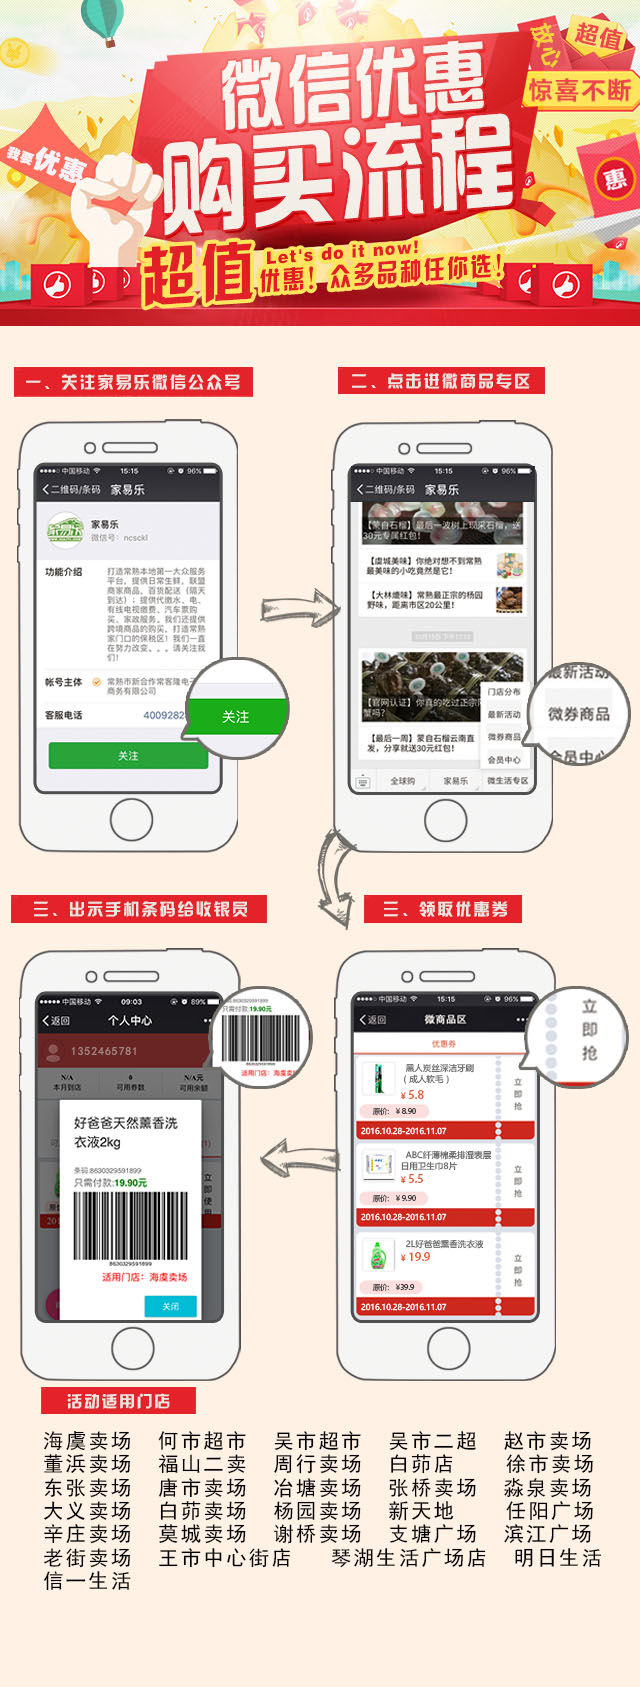 放心
超值
惊喜不断
微信优惠
购买流程
我要优惠
惠
Let's do it now!
超值优惠！众多品种任你选！
一、关注家易乐微信公众号
二、点击进微商品专区
中国移动
15:15
96%
二维码/条码
家易乐
家易乐
微信号：ncsckl
功能介绍
打造常熟本地第一大众服务
平台，提供日常生鲜，联盟
商家商品，百货配送（隔天
到达）；提供代缴水、电、
有线电视缴费、汽车票购
买、家政服务。我们还提供
跨境商品的购买，打造常熟
家门口的保税区！我们一直
在努力改变。。。请关注我
们！
帐号主体
常熟市新合作常客隆电子
商务有限公司
客服电话
4009282
关注
关注
中国移动
15:15
96%
二维码/条码
家易乐
【蒙自石榴】最后一波树上现采石榴，送
30元专属红包！
【虞城美味】你绝对想不到常熟
最美味的小吃竟然是它！
【大林熝味】常熟最正宗的杨园
野味，距离市区20公里！
【官网认证】你真的吃过正宗
蟹吗？
【最后一周】蒙自石榴云南直
发，分享就送30元红包！
门店分布
最新活动
微券商品
会员中心
全球购
家易乐
微生活专区
最新活动
微券商品
会员中心
三、出示手机条码给收银员
三、领取优惠券
中国移动
09:03
89%
返回
个人中心
1352465781
N/A
本月到店
0
可用券数
N/A元
可用余额
好爸爸天然薰香洗
衣液2kg
条码:8630329591899
只需付款:19.90元
8630329591899
适用门店：海虞卖场
关闭
立即使用
:8630329591899
只需付款:19.90元
8630329591899
适用门店：海虞卖场
中国移动
15:15
96%
返回
微商品区
优惠券
黑人炭丝深洁牙刷
（成人软毛）
¥ 5.8
原价： ¥ 8.90
2016.10.28-2016.11.07
立即抢
ABC纤薄棉柔排湿表层
日用卫生巾8片
¥ 5.5
原价： ¥ 9.90
2016.10.28-2016.11.07
立即抢
2L好爸爸薰香洗衣液
¥ 19.9
原价： ¥39.9
2016.10.28-2016.11.07
立即抢
立即抢
活动适用门店
海虞卖场 何市超市 吴市超市 吴市二超 赵市卖场
董浜卖场 福山二卖 周行卖场 白茆店 徐市卖场
东张卖场 唐市卖场 冶塘卖场 张桥卖场 淼泉卖场
大义卖场 白茆卖场 杨园卖场 新天地 任阳广场
辛庄卖场 莫城卖场 谢桥卖场 支塘广场 滨江广场
老街卖场 王市中心街店 琴湖生活广场店 明日生活
信一生活